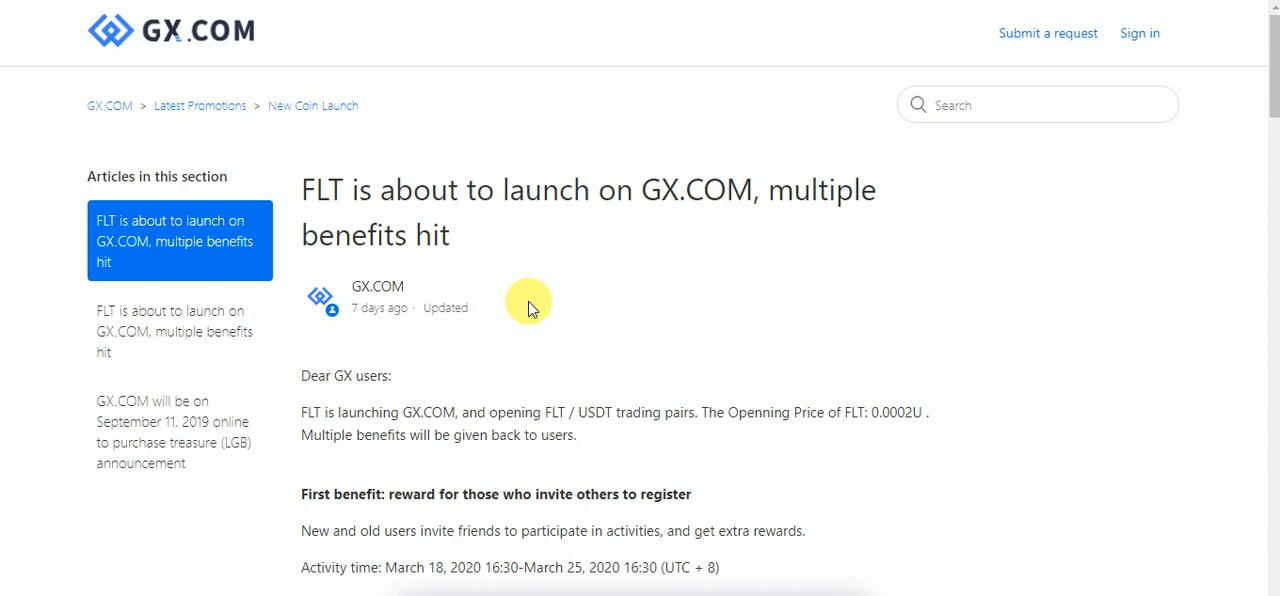 GX.COM
Submit a request
Sign in
GX.COM > Latest Promotions > New Coin Launch
Search
Articles in this section
FLT is about to launch on
GX.COM, multiple benefits
hit
FLT is about to launch on
GX.COM, multiple benefits
hit
GX.COM will be on
September 11, 2019 online
to purchase treasure (LGB)
announcement
FLT is about to launch on GX.COM, multiple
benefits hit
GX.COM
7 days ago · Updated
Dear GX users:
FLT is launching GX.COM, and opening FLT / USDT trading pairs. The Openning Price of FLT: 0.0002U .
Multiple benefits will be given back to users.
First benefit: reward for those who invite others to register
New and old users invite friends to participate in activities, and get extra rewards.
Activity time: March 18, 2020 16:30-March 25, 2020 16:30 (UTC + 8)